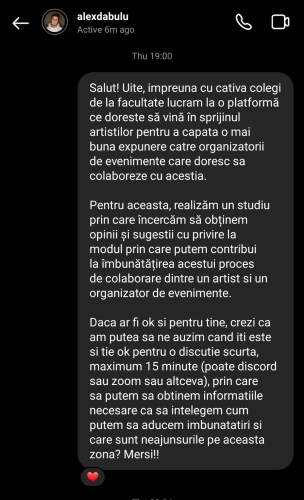 alexdabulu
Active 6m ago
Thu 19:00
Salut! Uite, impreuna cu cativa colegi
de la facultate lucram la o platformă
ce doreste să vină în sprijinul
artistilor pentru a capata o mai
buna expunere catre organizatorii
de evenimente care doresc sa
colaboreze cu acestia.
Pentru aceasta, realizăm un studiu
prin care încercăm să obținem
opinii și sugestii cu privire la
modul prin care putem contribui
la îmbunătățirea acestui proces
de colaborare dintre un artist si un
organizator de evenimente.
Daca ar fi ok si pentru tine, crezi ca
am putea sa ne auzim cand iti este
si tie ok pentru o discutie scurta,
maximum 15 minute (poate discord
sau zoom sau altceva), prin care
sa putem sa obtinem informatiile
necesare ca sa intelegem cum
putem sa aducem imbunatatiri si
care sunt neajunsurile pe aceasta
zona? Mersi!!